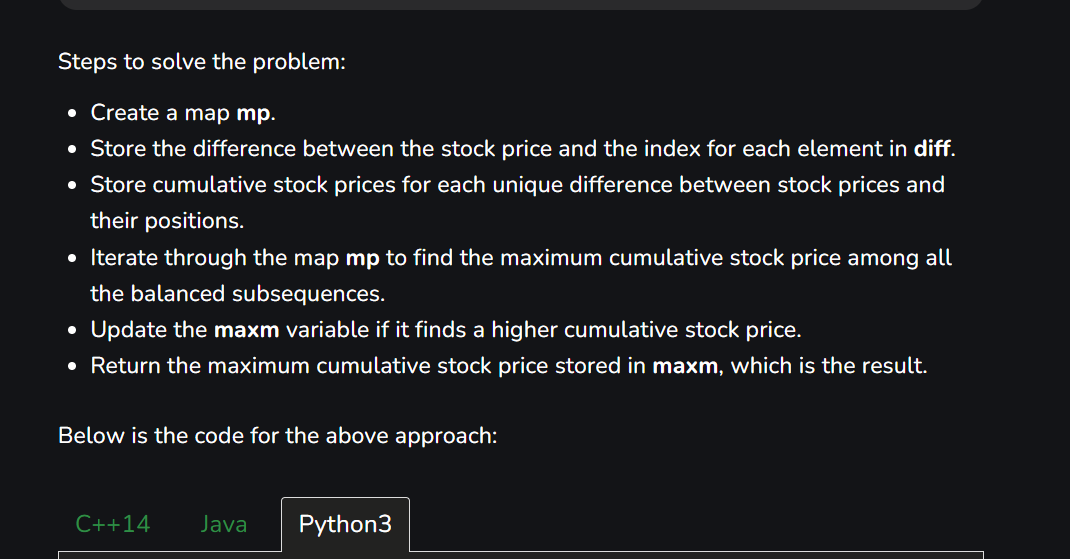 Steps to solve the problem:
• Create a map mp.
• Store the difference between the stock price and the index for each element in diff.
• Store cumulative stock prices for each unique difference between stock prices and
their positions.
• Iterate through the map mp to find the maximum cumulative stock price among all
the balanced subsequences.
• Update the maxm variable if it finds a higher cumulative stock price.
• Return the maximum cumulative stock price stored in maxm, which is the result.
Below is the code for the above approach:
C++14 Java Python3